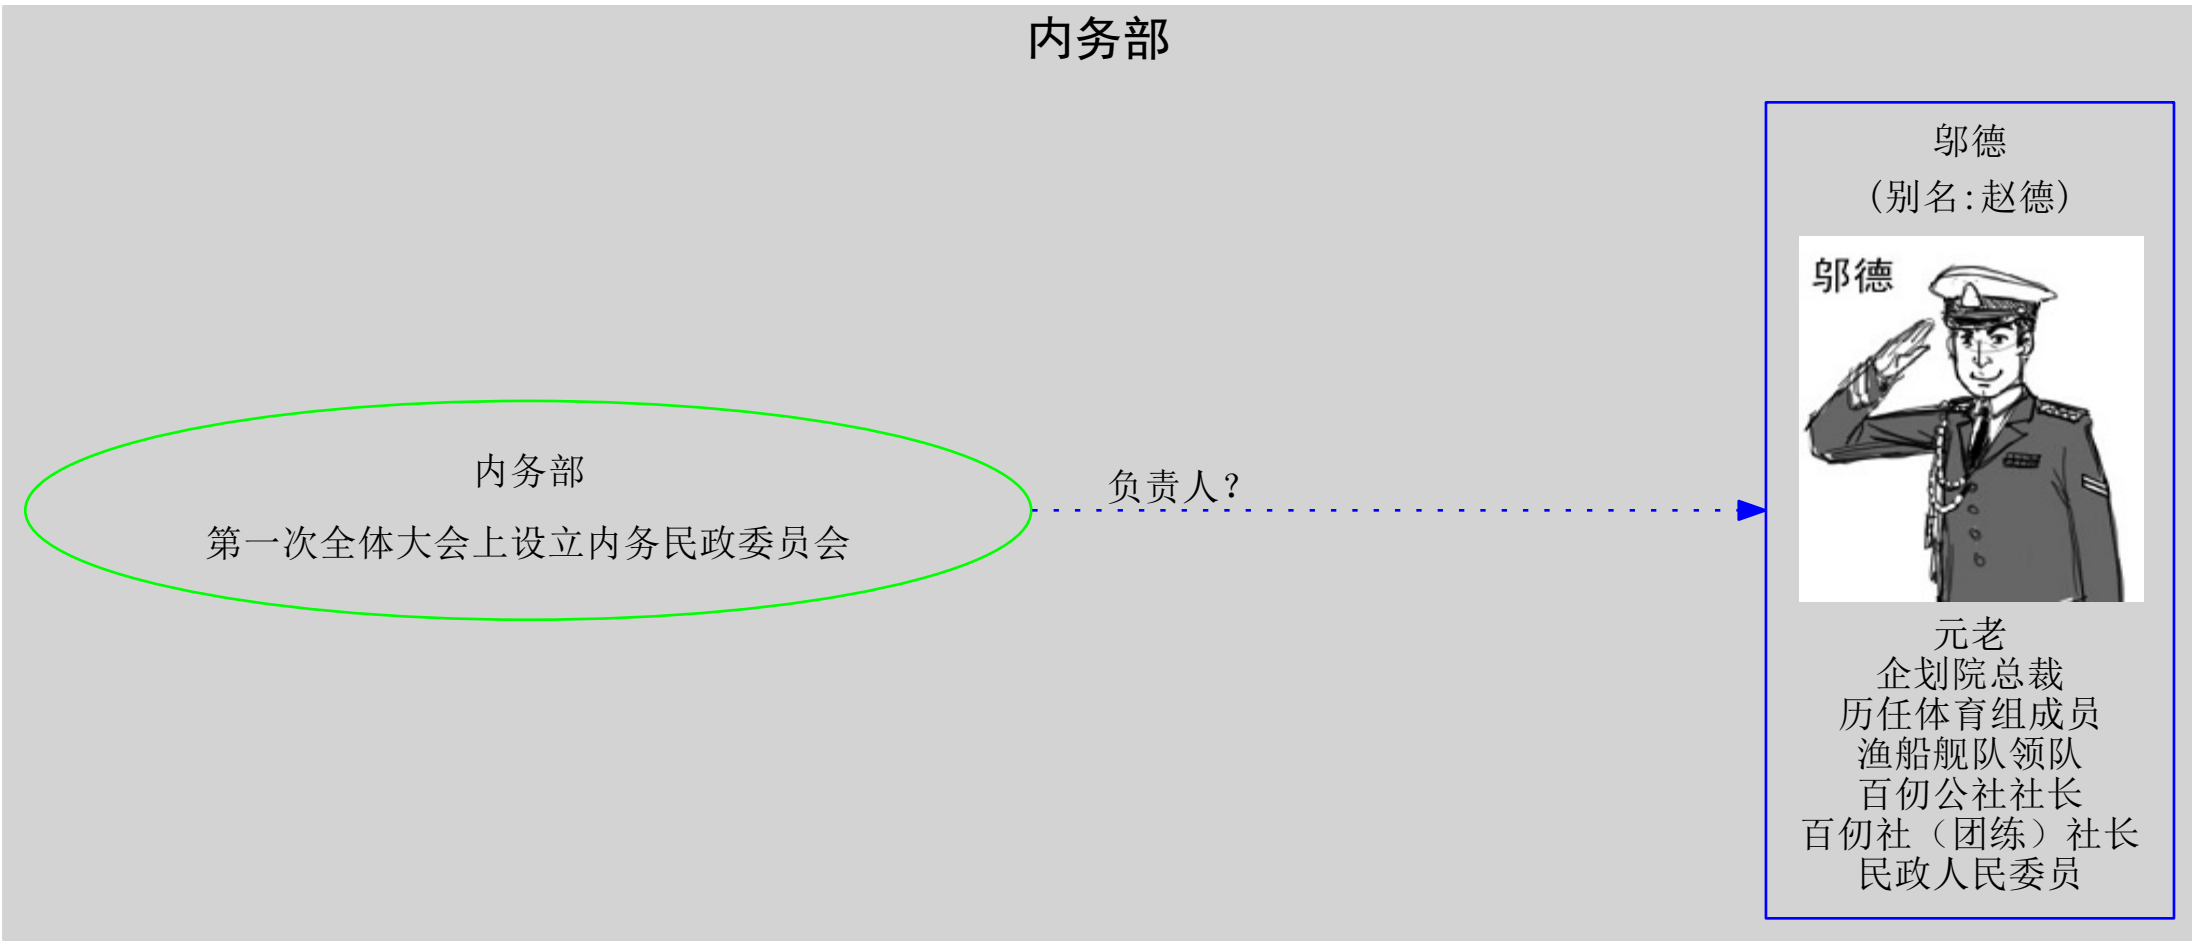 内务部
内务部
第一次全体大会上设立内务民政委员会
负责人？
邬德
(别名:赵德)
邬德
元老
企划院总裁
历任体育组成员
渔船舰队领队
百仞公社社长
百仞社（团练）社长
民政人民委员